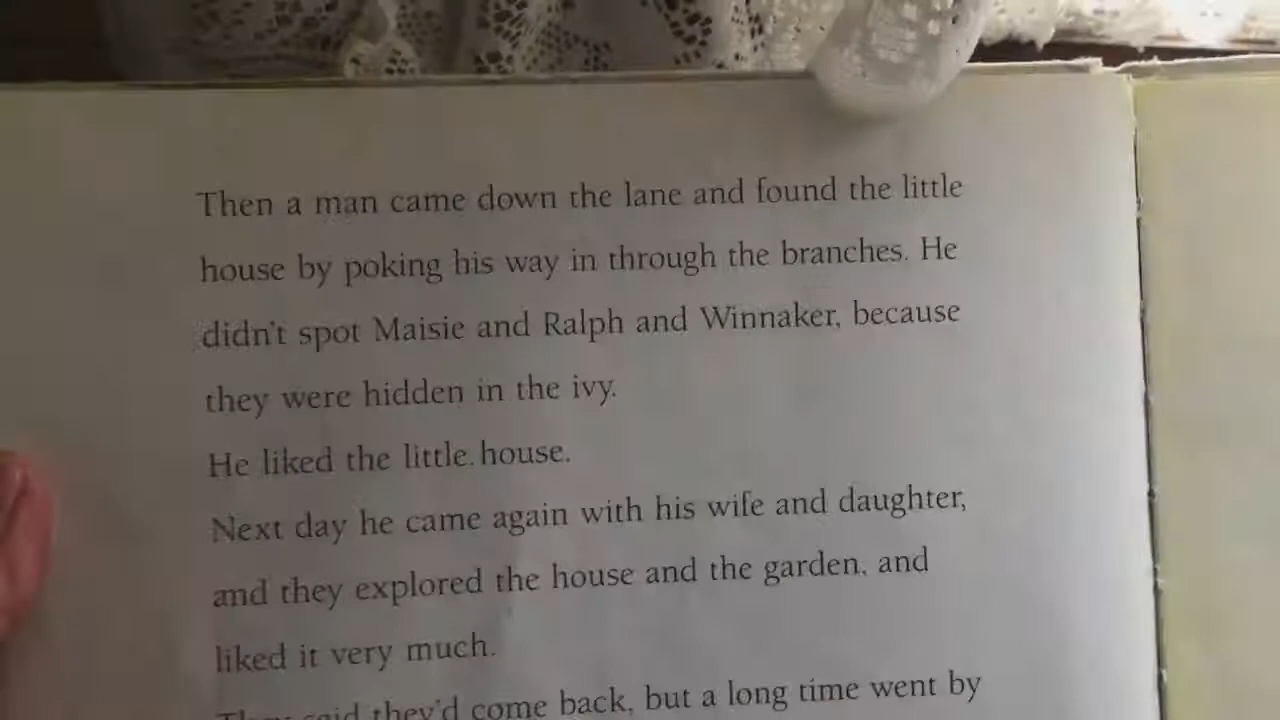 Then a man came down the lane and found the little
house by poking his way in through the branches. He
didn't spot Maisie and Ralph and Winnaker, because
they were hidden in the ivy.
He liked the little house.
Next day he came again with his wife and daughter,
and they explored the house and the garden, and
liked it very much.
They said they'd come back, but a long time went by